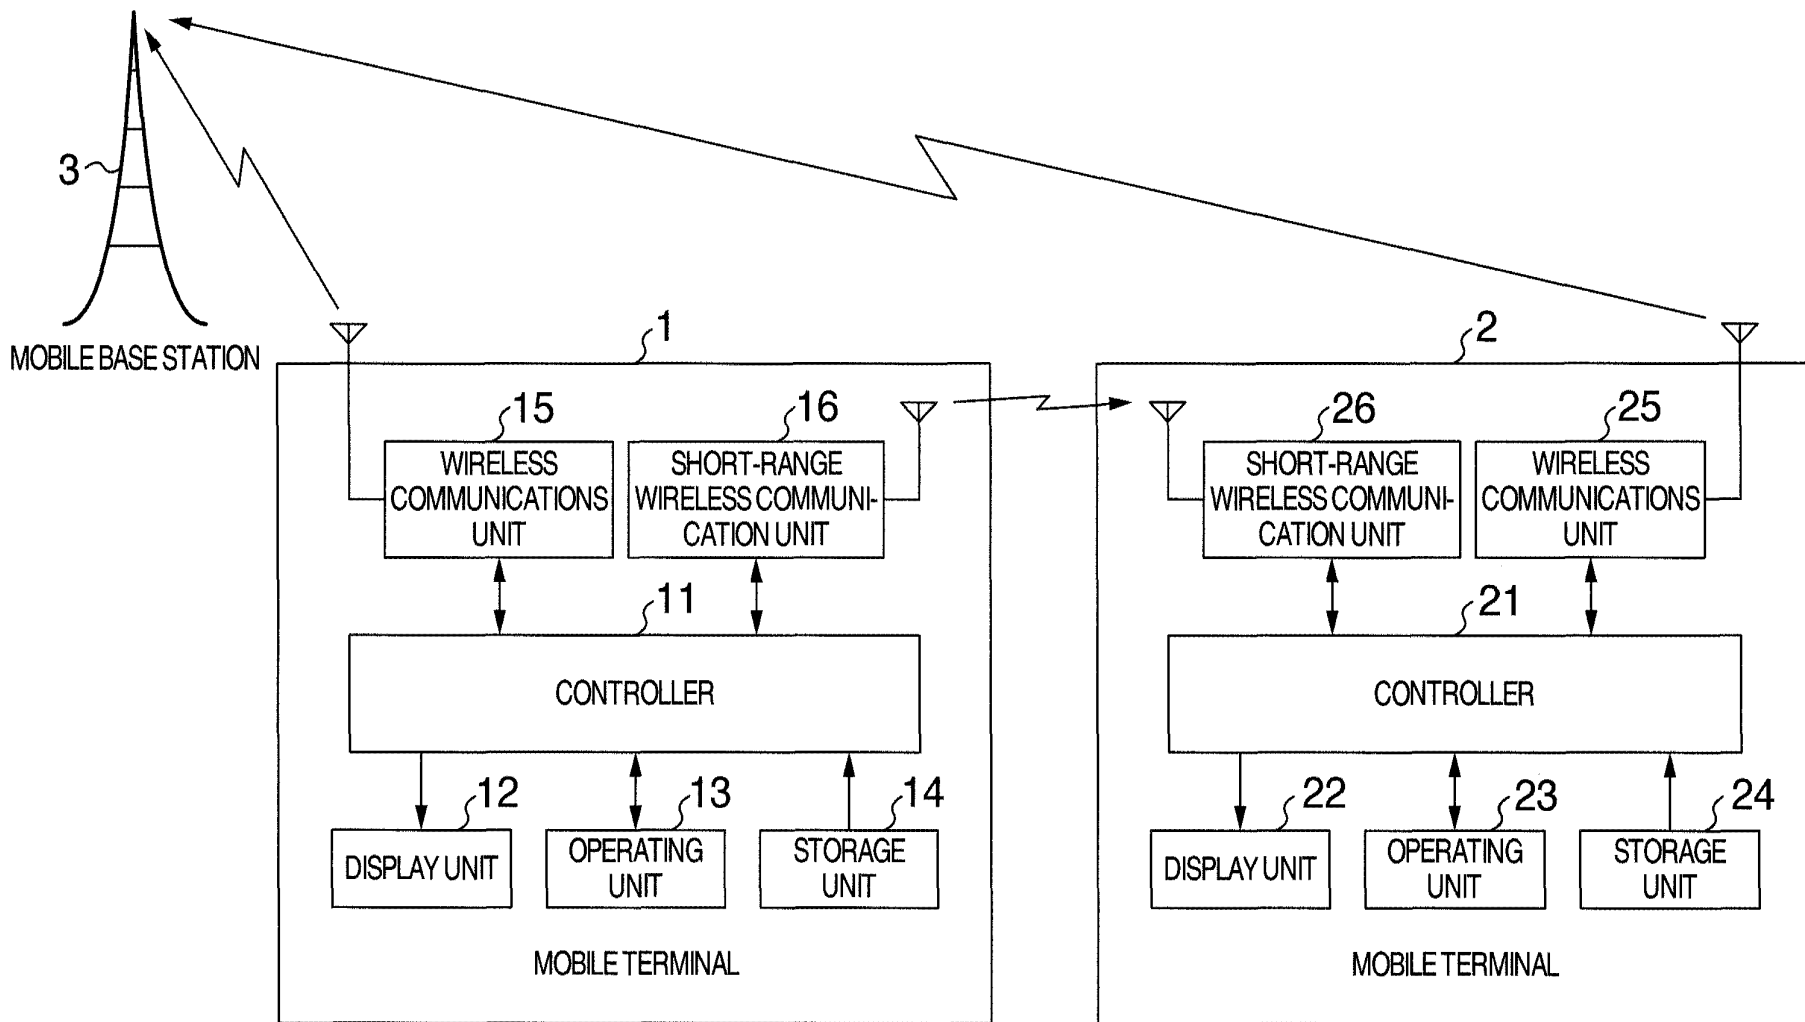 3
MOBILE BASE STATION
1
15
WIRELESS
COMMUNICATIONS
UNIT
16
SHORT-RANGE
WIRELESS COMMUNI-
CATION UNIT
11
CONTROLLER
12
DISPLAY UNIT
13
OPERATING
UNIT
14
STORAGE
UNIT
MOBILE TERMINAL
2
26
SHORT-RANGE
WIRELESS COMMUNI-
CATION UNIT
25
WIRELESS
COMMUNICATIONS
UNIT
21
CONTROLLER
22
DISPLAY UNIT
23
OPERATING
UNIT
24
STORAGE
UNIT
MOBILE TERMINAL